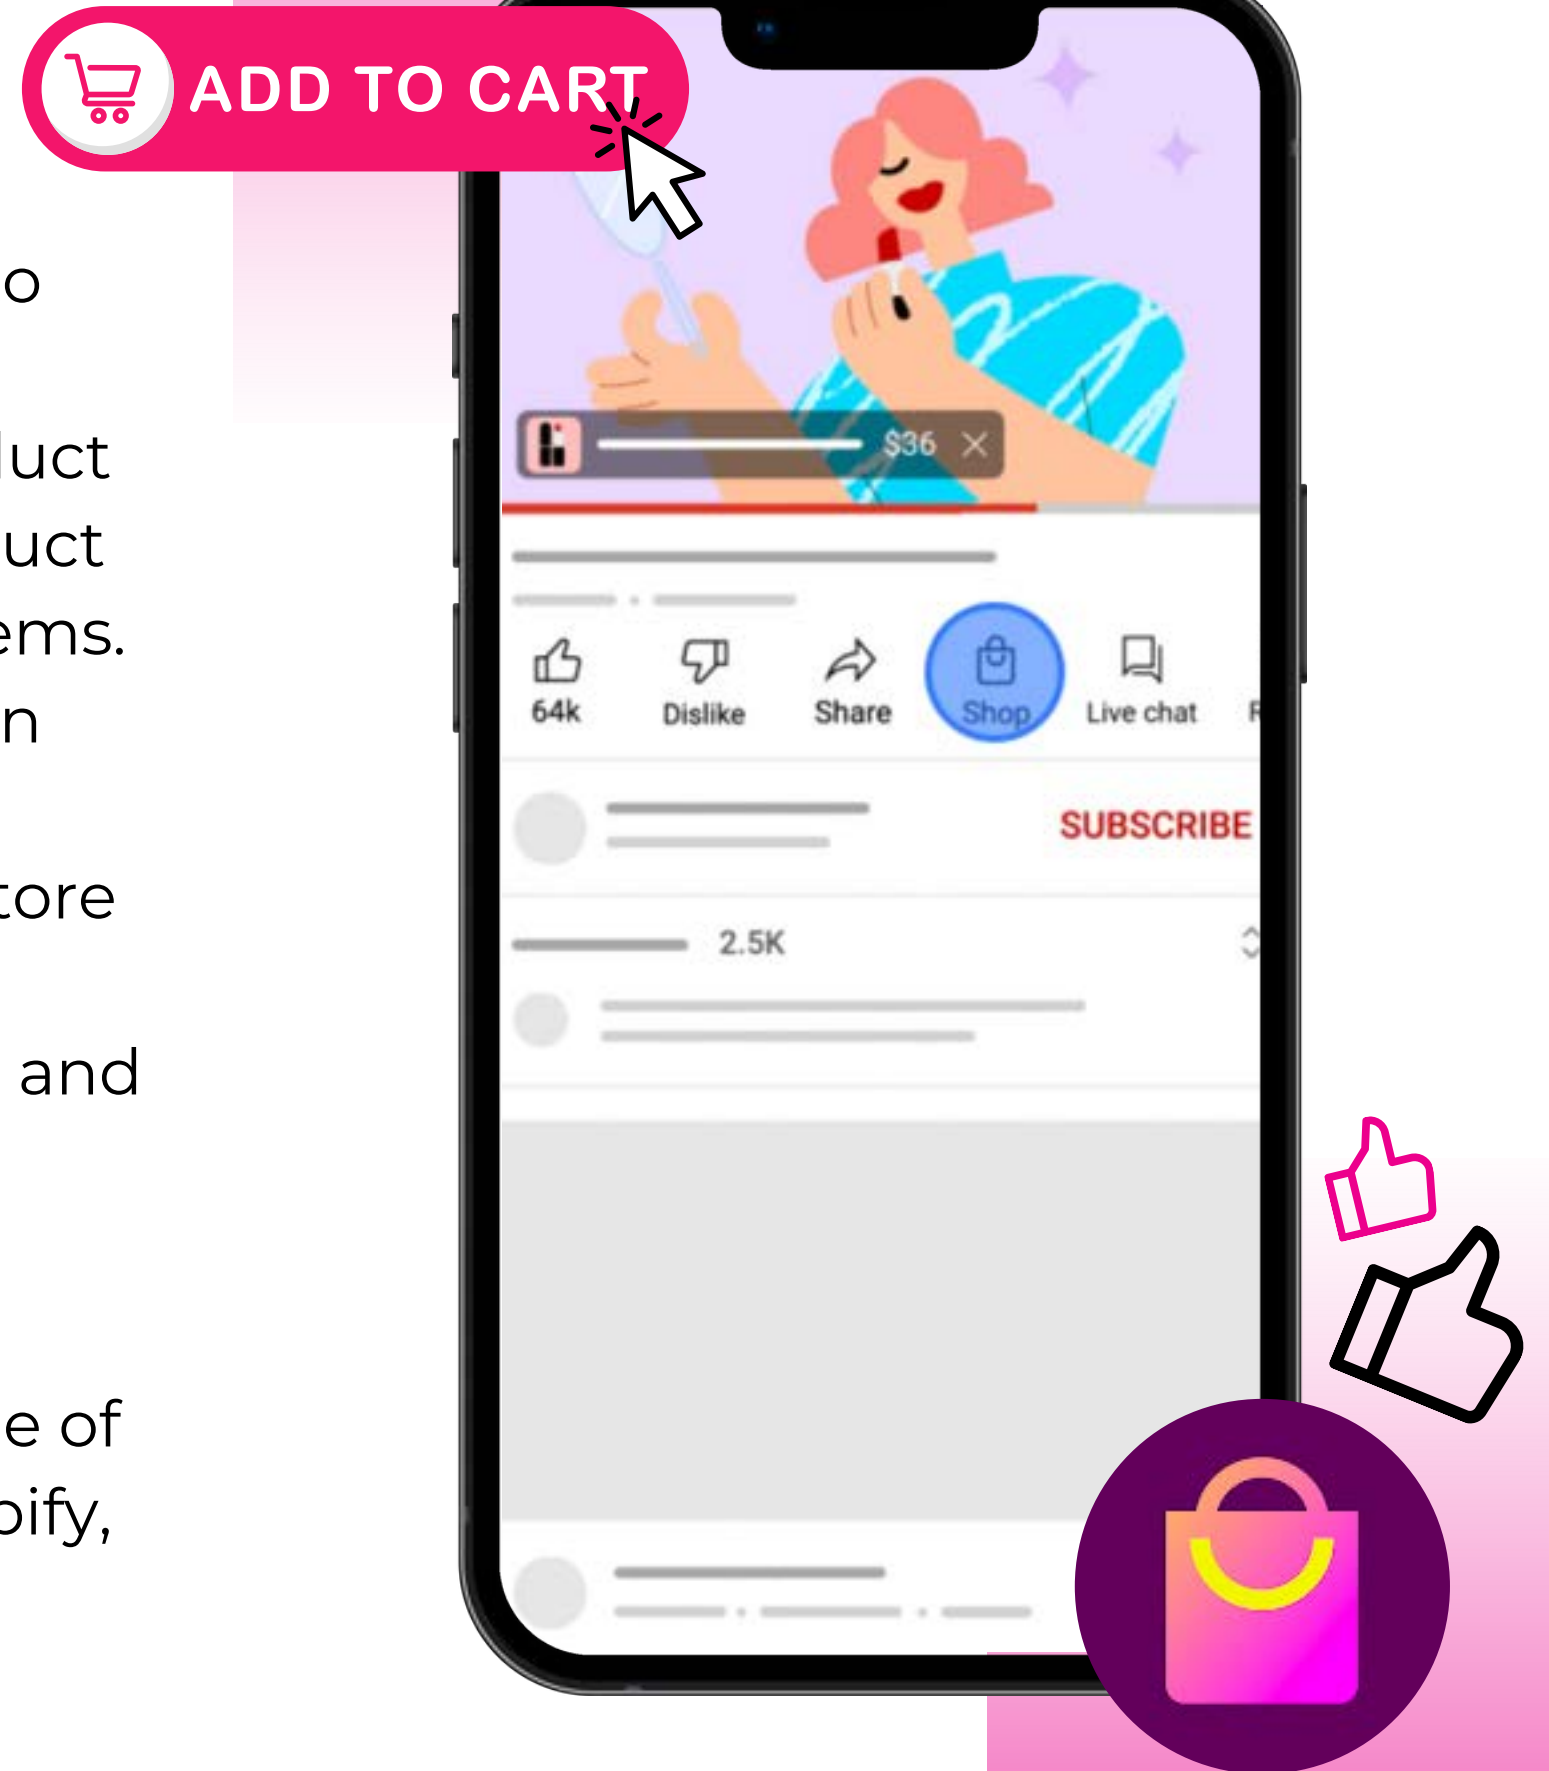 ADD TO CART
o
luct
uct
ems.
n
tore
and
e of
pify,
$36
64k
Dislike
Share
Shop
Live chat
SUBSCRIBE
2.5K